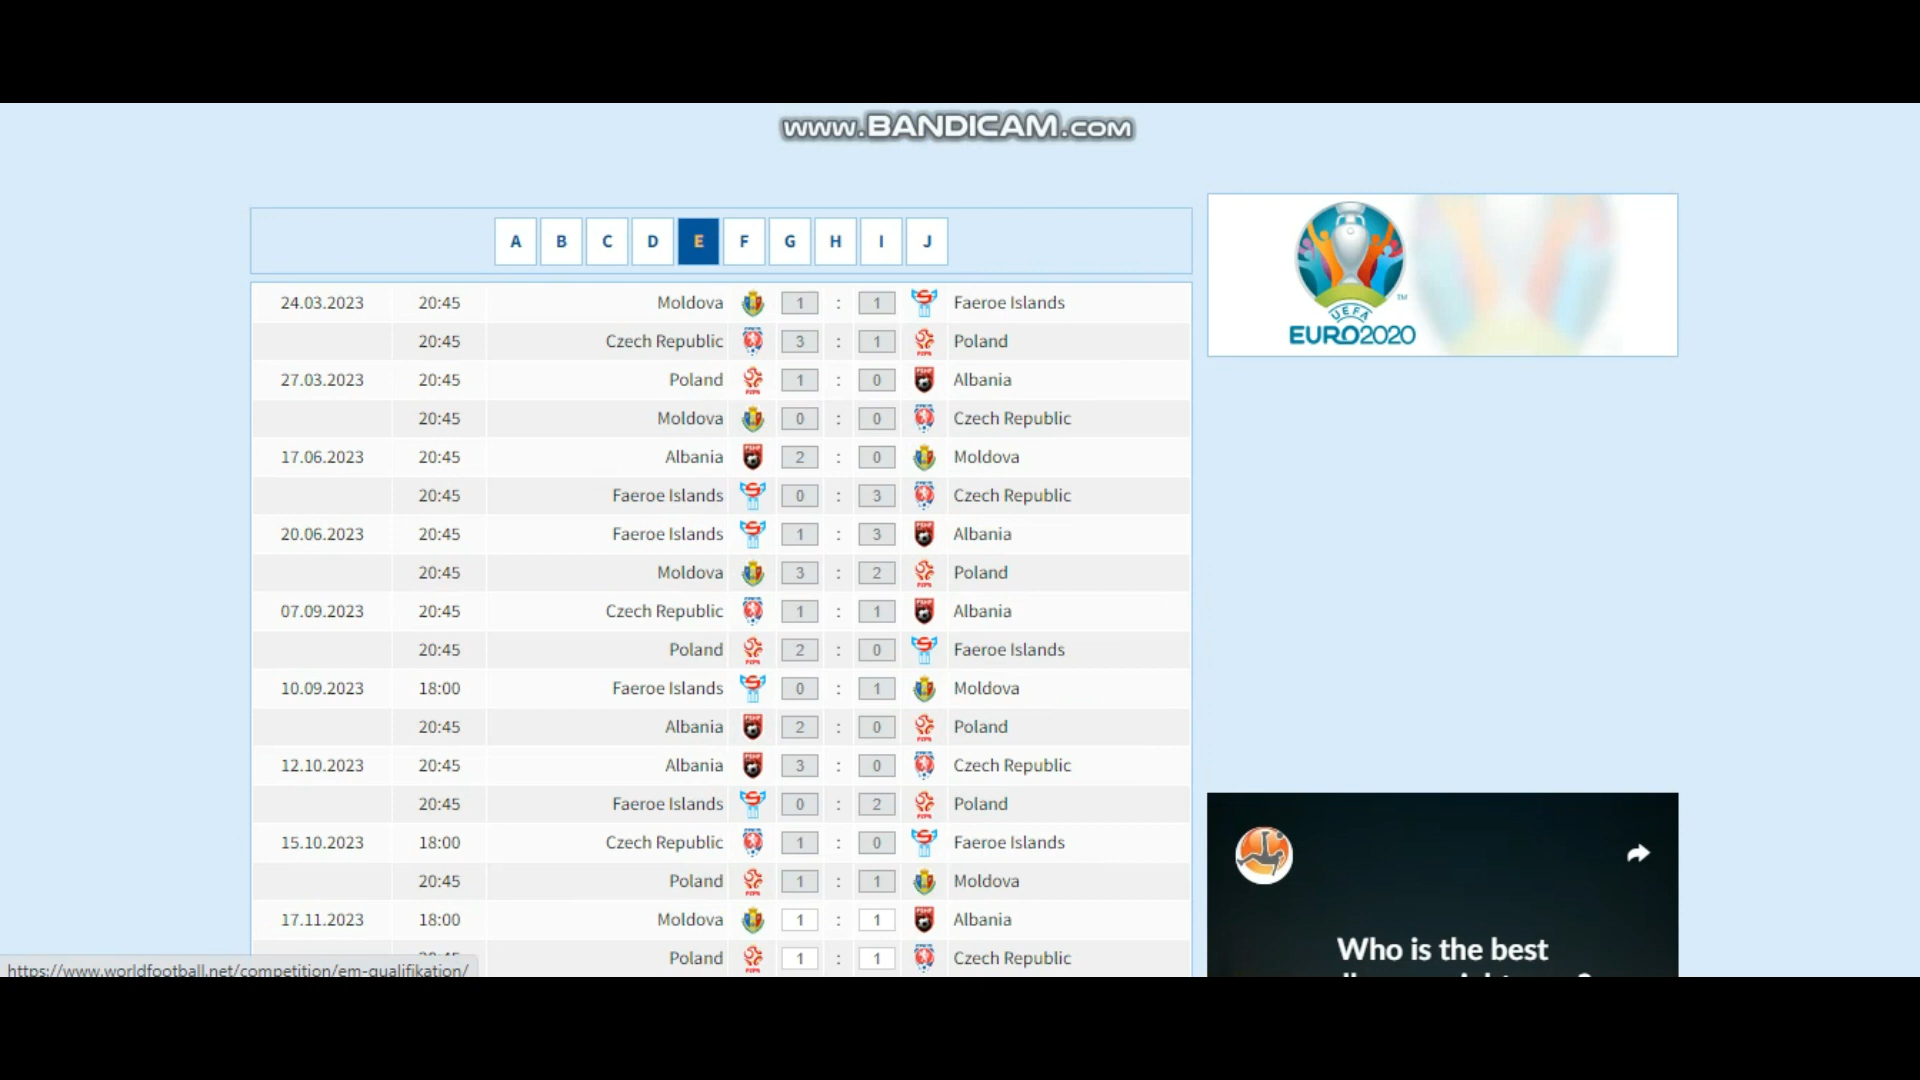 www.BANDICAM.com
A B C D E F G H I J
24.03.2023 20:45 Moldova 1 : 1 Faeroe Islands
20:45 Czech Republic 3 : 1 Poland
27.03.2023 20:45 Poland 1 : 0 Albania
20:45 Moldova 0 : 0 Czech Republic
17.06.2023 20:45 Albania 2 : 0 Moldova
20:45 Faeroe Islands 0 : 3 Czech Republic
20.06.2023 20:45 Faeroe Islands 1 : 3 Albania
20:45 Moldova 3 : 2 Poland
07.09.2023 20:45 Czech Republic 1 : 1 Albania
20:45 Poland 2 : 0 Faeroe Islands
10.09.2023 18:00 Faeroe Islands 0 : 1 Moldova
20:45 Albania 2 : 0 Poland
12.10.2023 20:45 Albania 3 : 0 Czech Republic
20:45 Faeroe Islands 0 : 2 Poland
15.10.2023 18:00 Czech Republic 1 : 0 Faeroe Islands
20:45 Poland 1 : 1 Moldova
17.11.2023 18:00 Moldova 1 : 1 Albania
Poland 1 : 1 Czech Republic
https://www.worldfootball.net/competition/em-qualifikation/
UEFA
EURO2020
TM
Who is the best